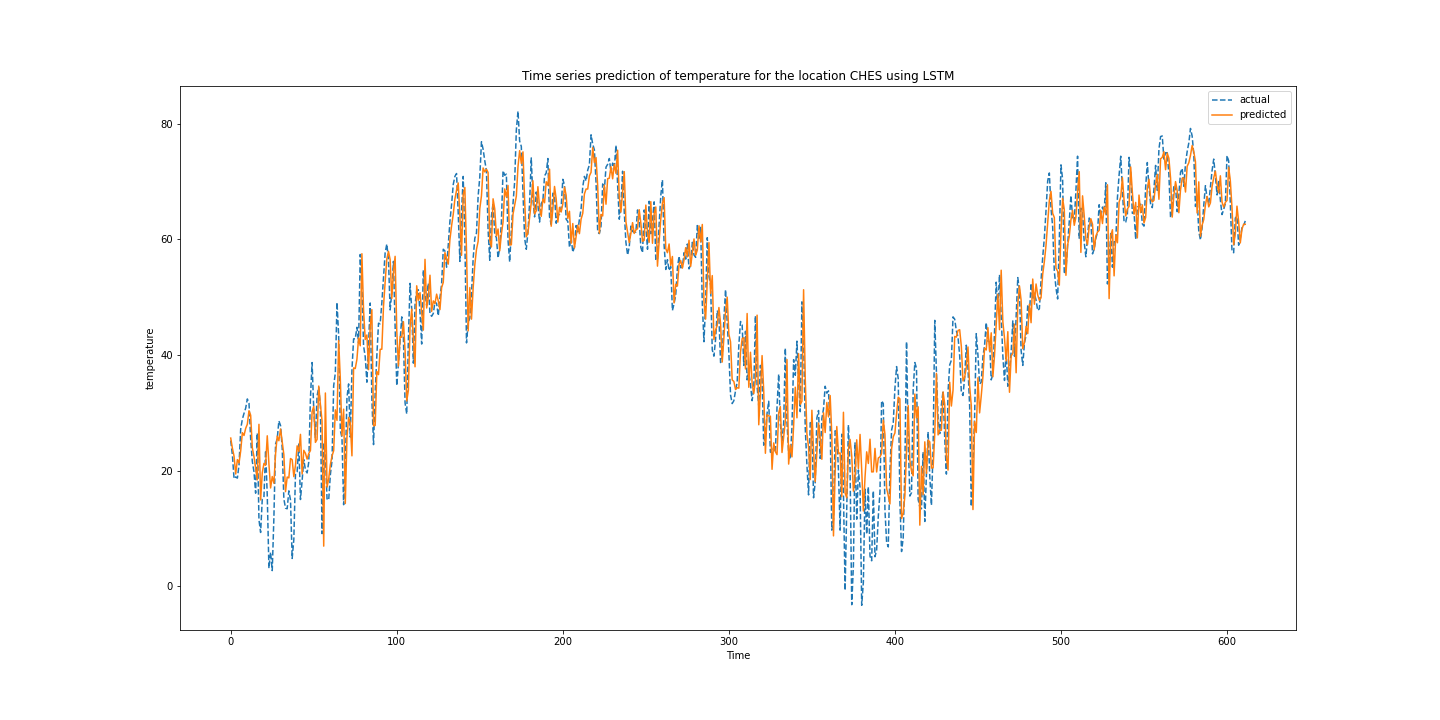 Time series prediction of temperature for the location CHES using LSTM
actual
predicted
80
60
40
20
0
temperature
0 100 200 300 400 500 600
Time